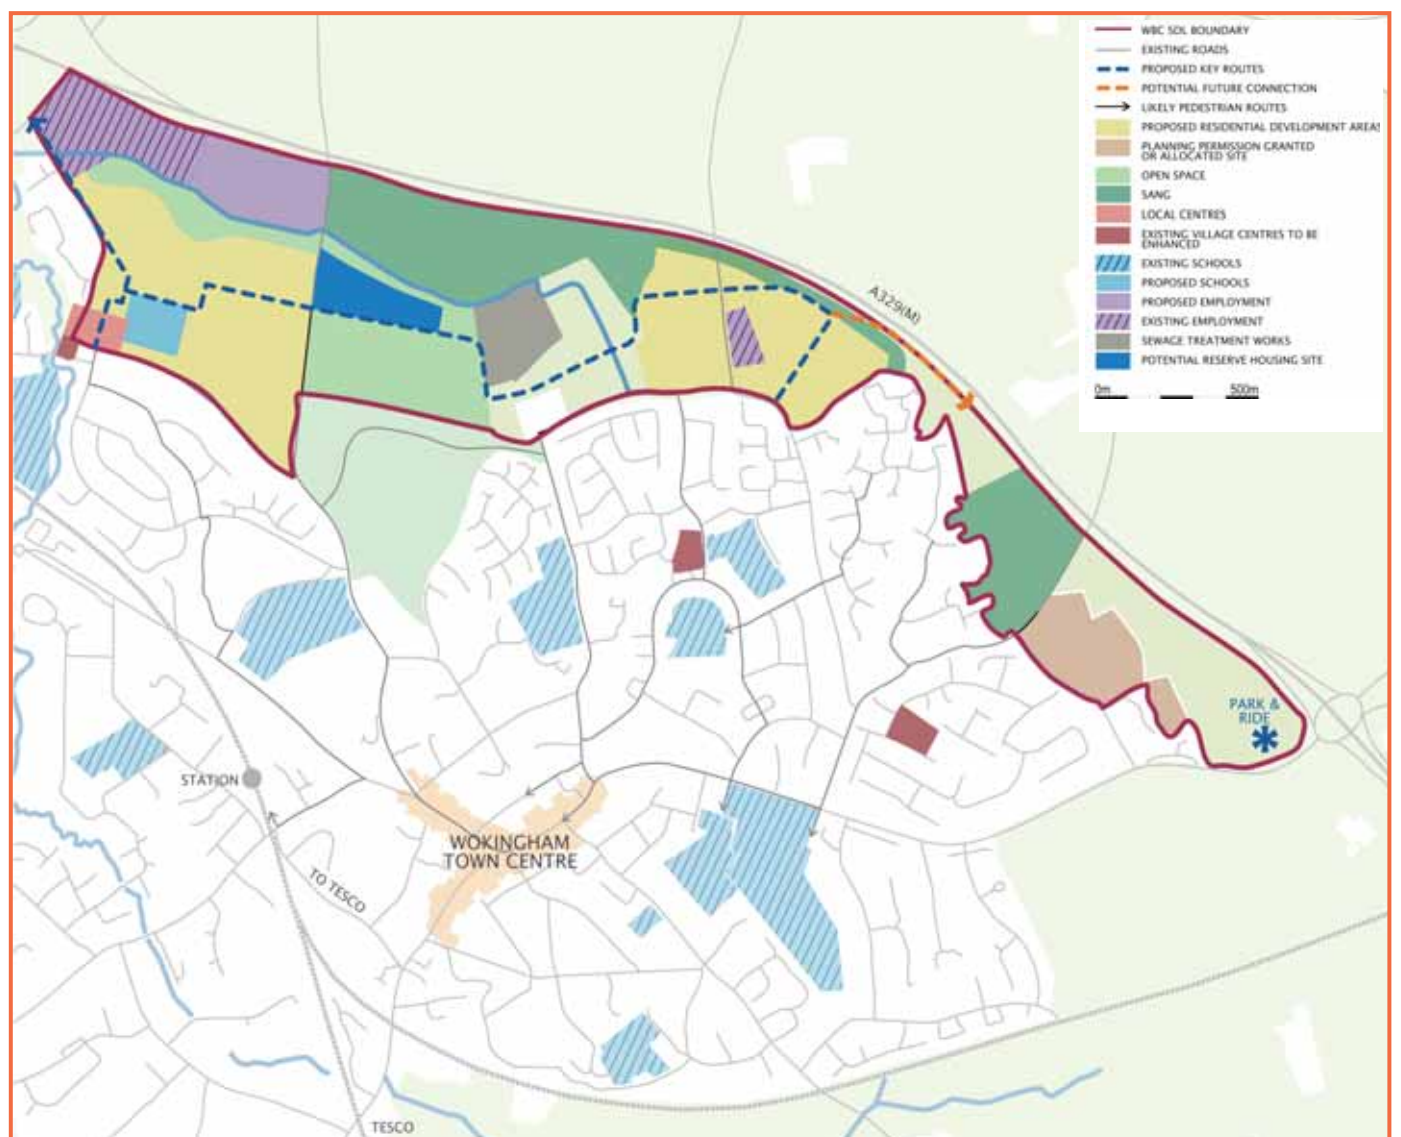 WBC SDL BOUNDARY
EXISTING ROADS
PROPOSED KEY ROUTES
POTENTIAL FUTURE CONNECTION
LIKELY PEDESTRIAN ROUTES
PROPOSED RESIDENTIAL DEVELOPMENT AREAS
PLANNING PERMISSION GRANTED
OR ALLOCATED SITE
OPEN SPACE
SANG
LOCAL CENTRES
EXISTING VILLAGE CENTRES TO BE
ENHANCED
EXISTING SCHOOLS
PROPOSED SCHOOLS
PROPOSED EMPLOYMENT
EXISTING EMPLOYMENT
SEWAGE TREATMENT WORKS
POTENTIAL RESERVE HOUSING SITE
0m 500m
A329(M)
PARK &
RIDE
STATION
WOKINGHAM
TOWN CENTRE
TO TESCO
TESCO